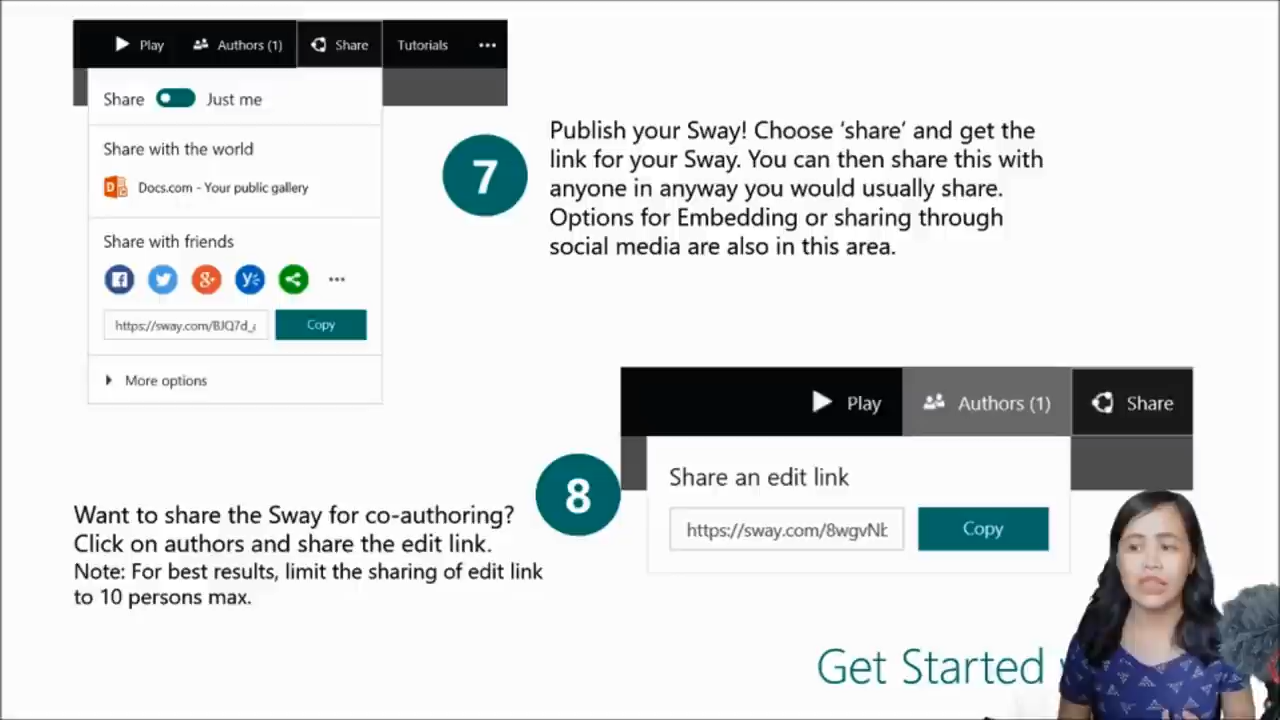 Play Authors (1) Share Tutorials ...
Share Just me
Share with the world
Docs.com - Your public gallery
Share with friends
...
https://sway.com/BJQ7d_ Copy
More options
7
Publish your Sway! Choose ‘share’ and get the
link for your Sway. You can then share this with
anyone in anyway you would usually share.
Options for Embedding or sharing through
social media are also in this area.
Play Authors (1) Share
Share an edit link
https://sway.com/8wgvNb Copy
8
Want to share the Sway for co-authoring?
Click on authors and share the edit link.
Note: For best results, limit the sharing of edit link
to 10 persons max.
Get Started